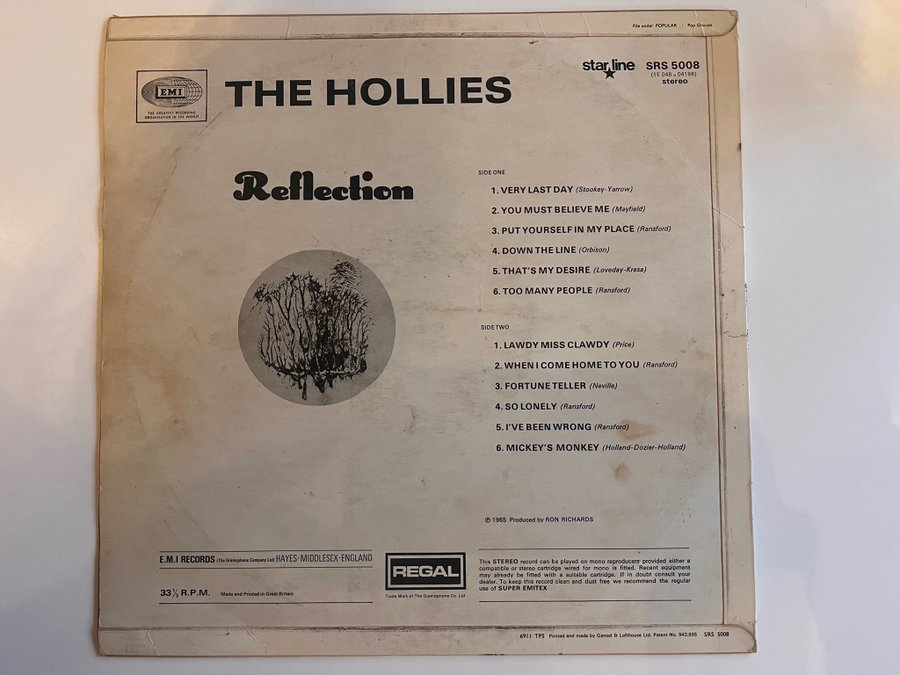 File under POPULAR : Pop Groups
EMI
THE GREATEST RECORDING
ORGANISATION IN THE WORLD
THE HOLLIES
star line
SRS 5008
(1E 048 o 04198)
stereo
Reflection
SIDE ONE
1. VERY LAST DAY (Stookey-Yarrow)
2. YOU MUST BELIEVE ME (Mayfield)
3. PUT YOURSELF IN MY PLACE (Ransford)
4. DOWN THE LINE (Orbison)
5. THAT'S MY DESIRE (Loveday-Kresa)
6. TOO MANY PEOPLE (Ransford)
SIDE TWO
1. LAWDY MISS CLAWDY (Price)
2. WHEN I COME HOME TO YOU (Ransford)
3. FORTUNE TELLER (Neville)
4. SO LONELY (Ransford)
5. I'VE BEEN WRONG (Ransford)
6. MICKEY'S MONKEY (Holland-Dozier-Holland)
℗ 1965 Produced by RON RICHARDS
E.M.I RECORDS (The Gramophone Company Ltd) HAYES·MIDDLESEX·ENGLAND
33⅓ R.P.M. Made and Printed in Great Britain
REGAL
Trade Mark of The Gramophone Co. Ltd
This STEREO record can be played on mono reproducers provided either a
compatible or stereo cartridge wired for mono is fitted. Recent equipment
may already be fitted with a suitable cartridge. If in doubt consult your
dealer. To keep this record clean and dust free we recommend the regular
use of SUPER EMITEX
6911 TPS Printed and made by Garrod & Lofthouse Ltd. Patent No. 943,895 SRS 5008